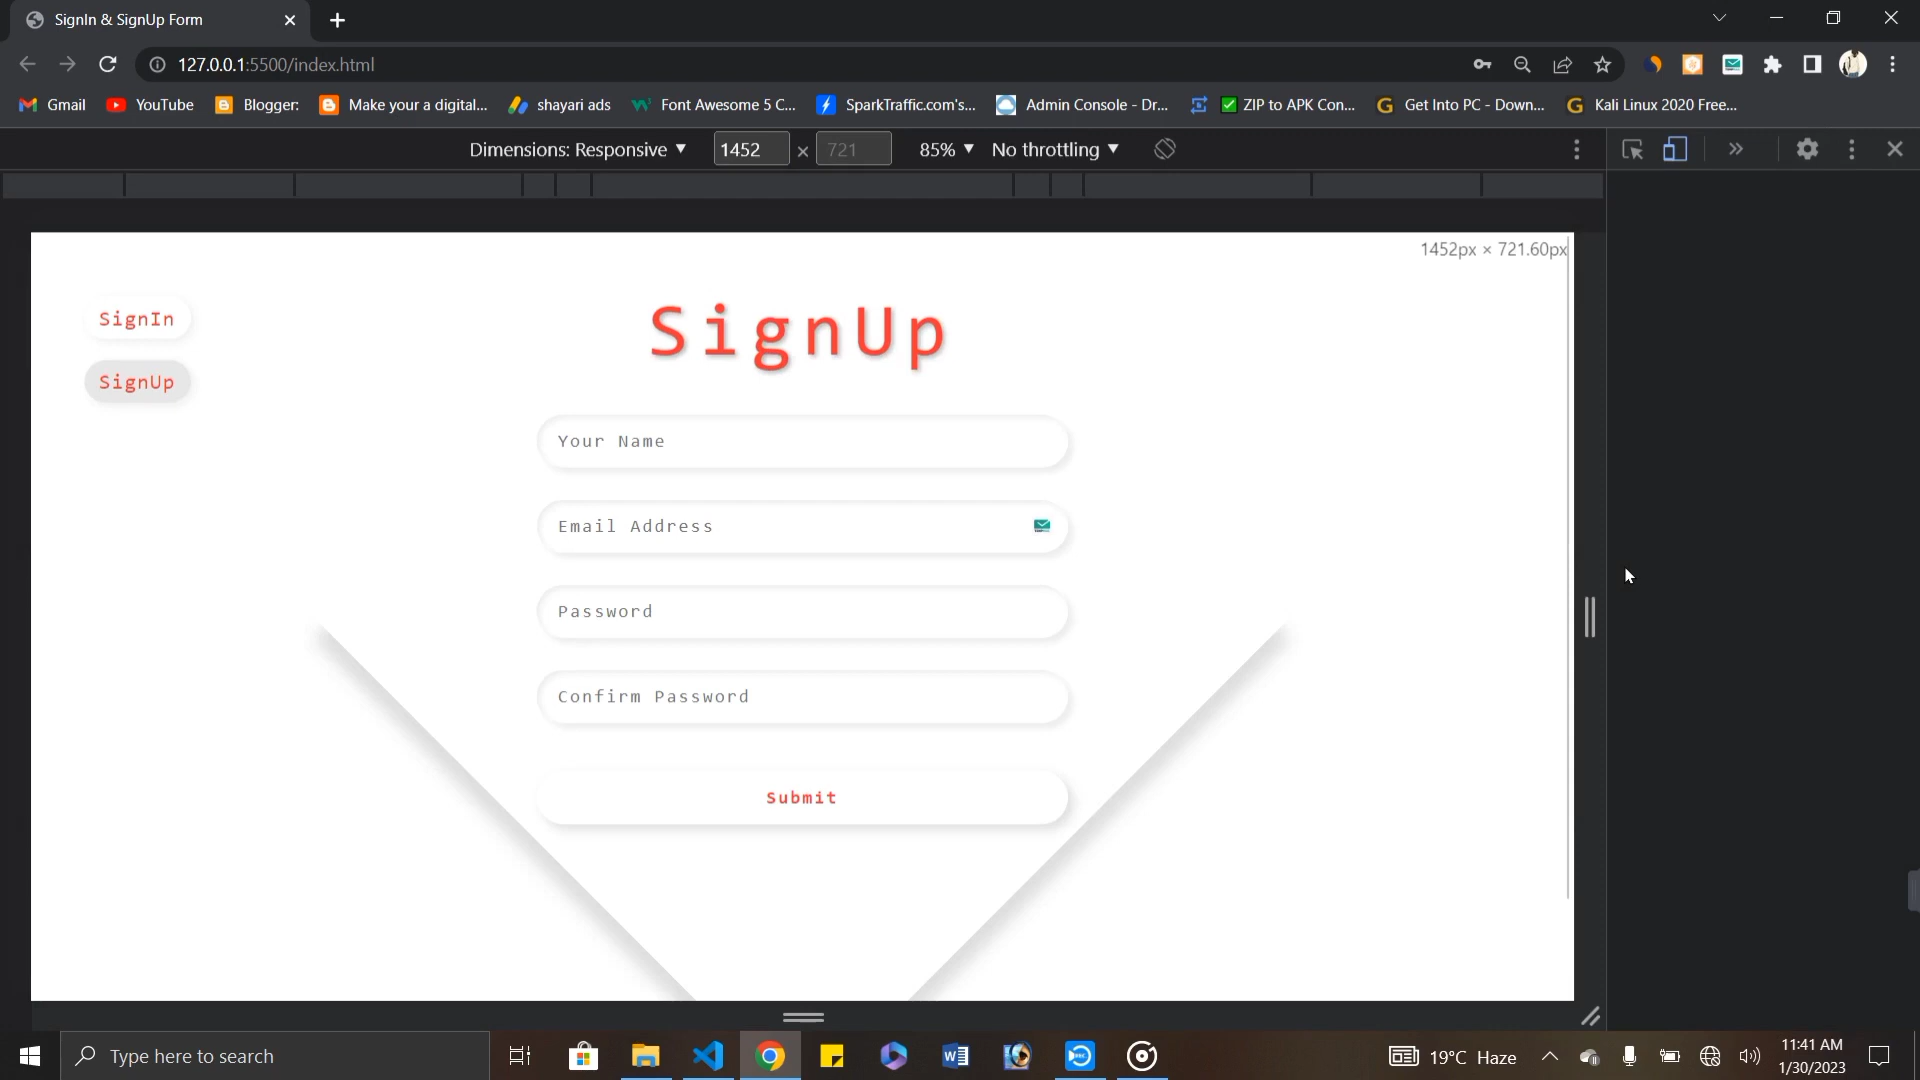 SignIn & SignUp Form
127.0.0.1:5500/index.html
Gmail YouTube Blogger: Make your a digital... shayari ads Font Awesome 5 C... SparkTraffic.com's... Admin Console - Dr... ZIP to APK Con... Get Into PC - Down... Kali Linux 2020 Free...
Dimensions: Responsive 1452 × 721 85% No throttling
1452px × 721.60px
SignIn
SignUp
SignUp
Your Name
Email Address
Password
Confirm Password
Submit
Type here to search
19°C Haze
11:41 AM
1/30/2023